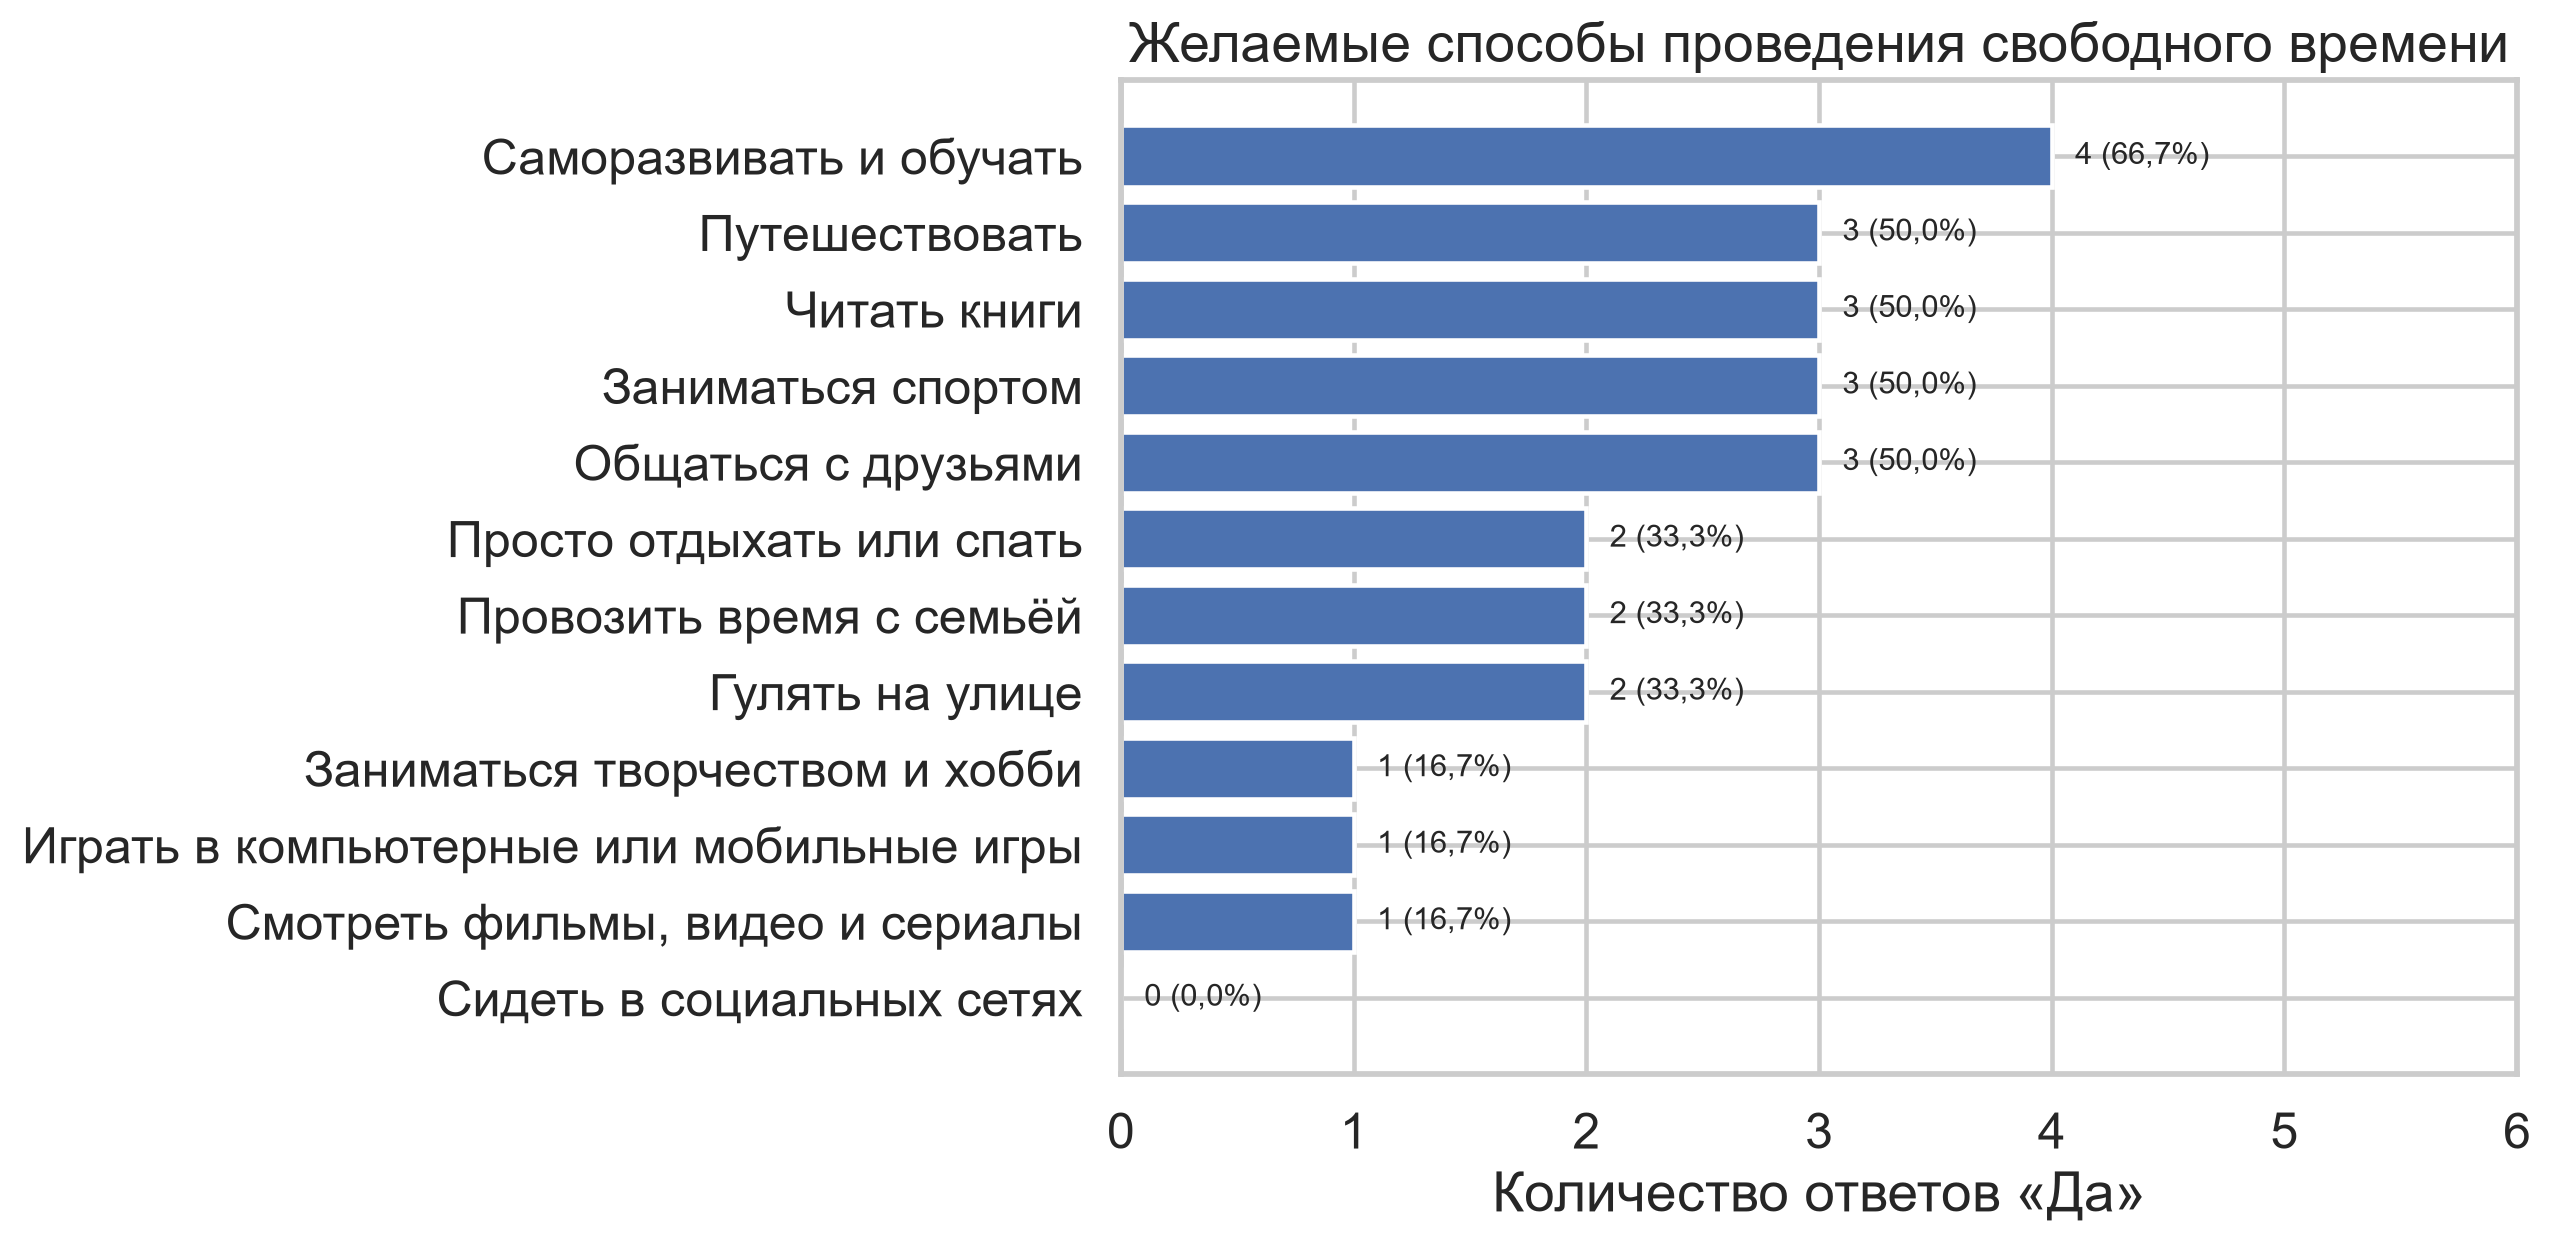 Желаемые способы проведения свободного времени
Саморазвивать и обучать
4 (66,7%)
Путешествовать
3 (50,0%)
Читать книги
3 (50,0%)
Заниматься спортом
3 (50,0%)
Общаться с друзьями
3 (50,0%)
Просто отдыхать или спать
2 (33,3%)
Провозить время с семьёй
2 (33,3%)
Гулять на улице
2 (33,3%)
Заниматься творчеством и хобби
1 (16,7%)
Играть в компьютерные или мобильные игры
1 (16,7%)
Смотреть фильмы, видео и сериалы
1 (16,7%)
Сидеть в социальных сетях
0 (0,0%)
0 1 2 3 4 5 6
Количество ответов «Да»